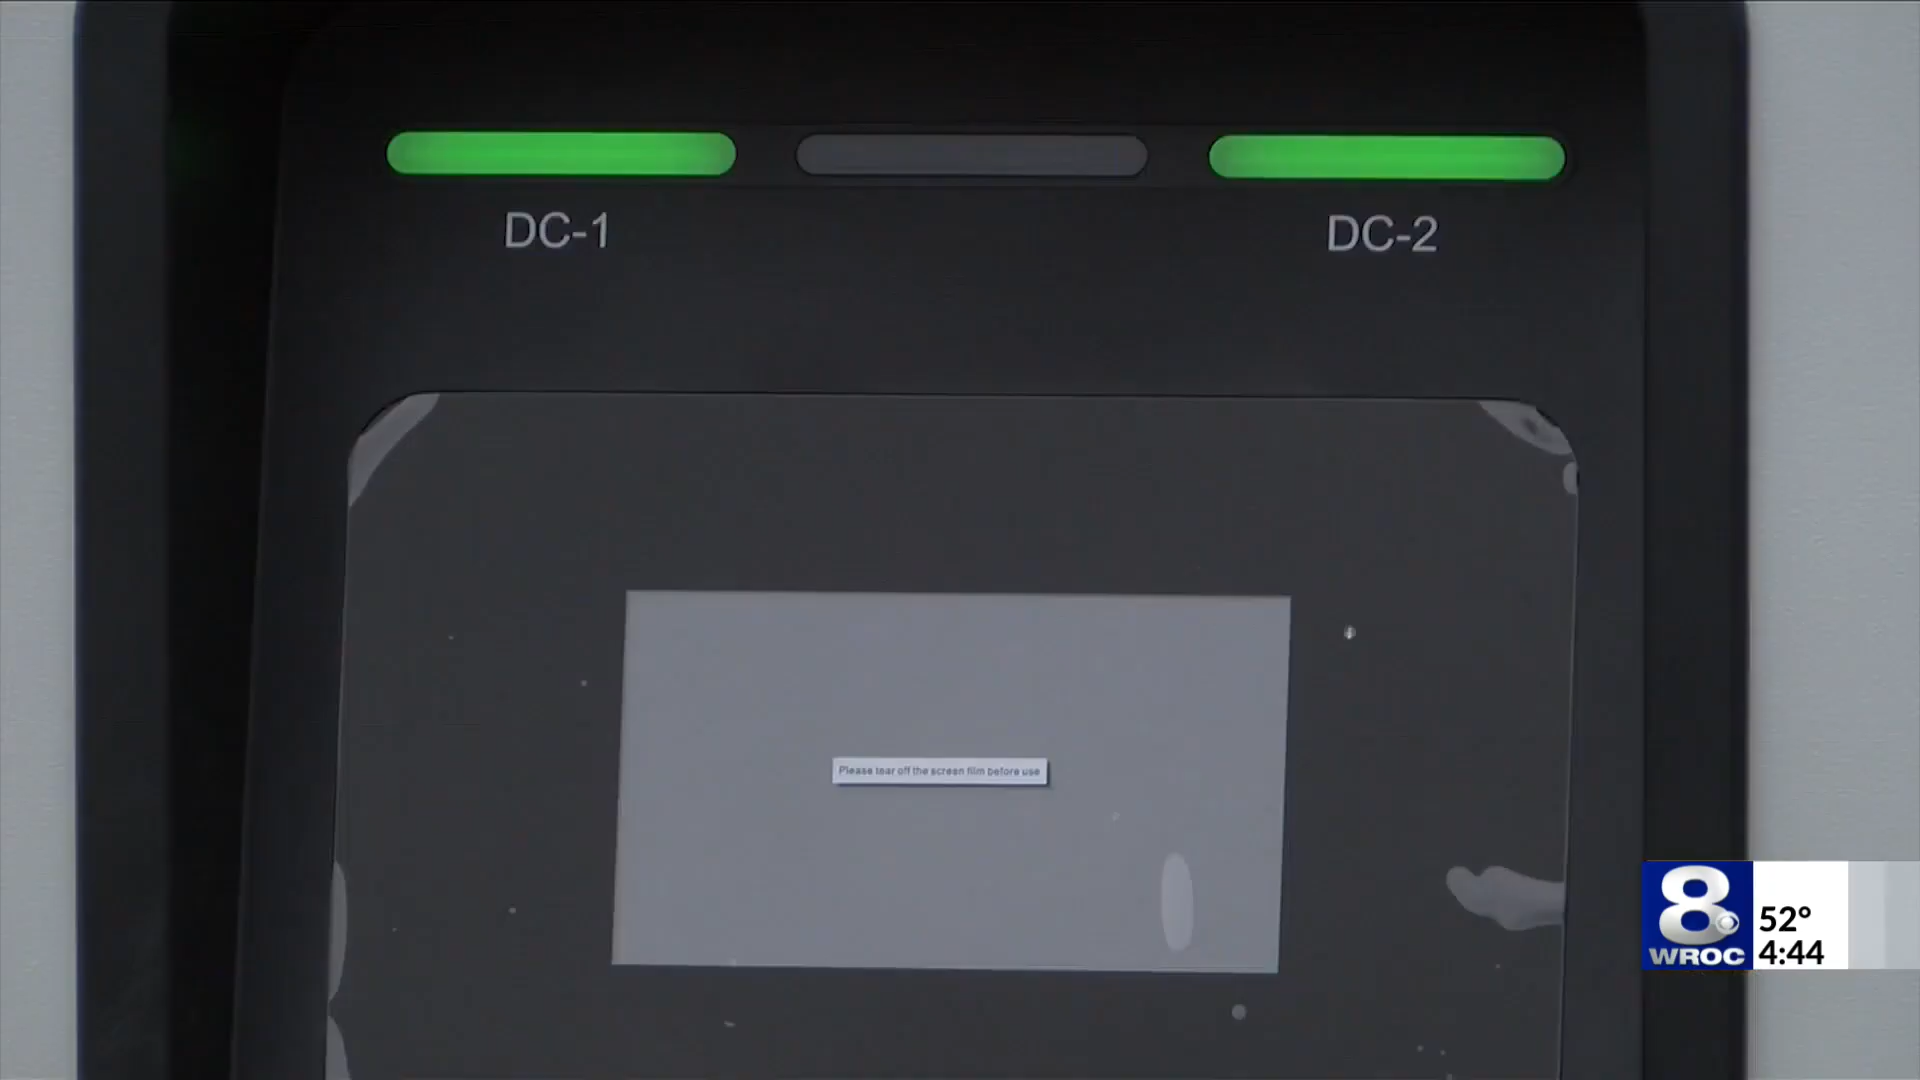 DC-1
DC-2
Please tear off the screen film before use
8
WROC
52°
4:44